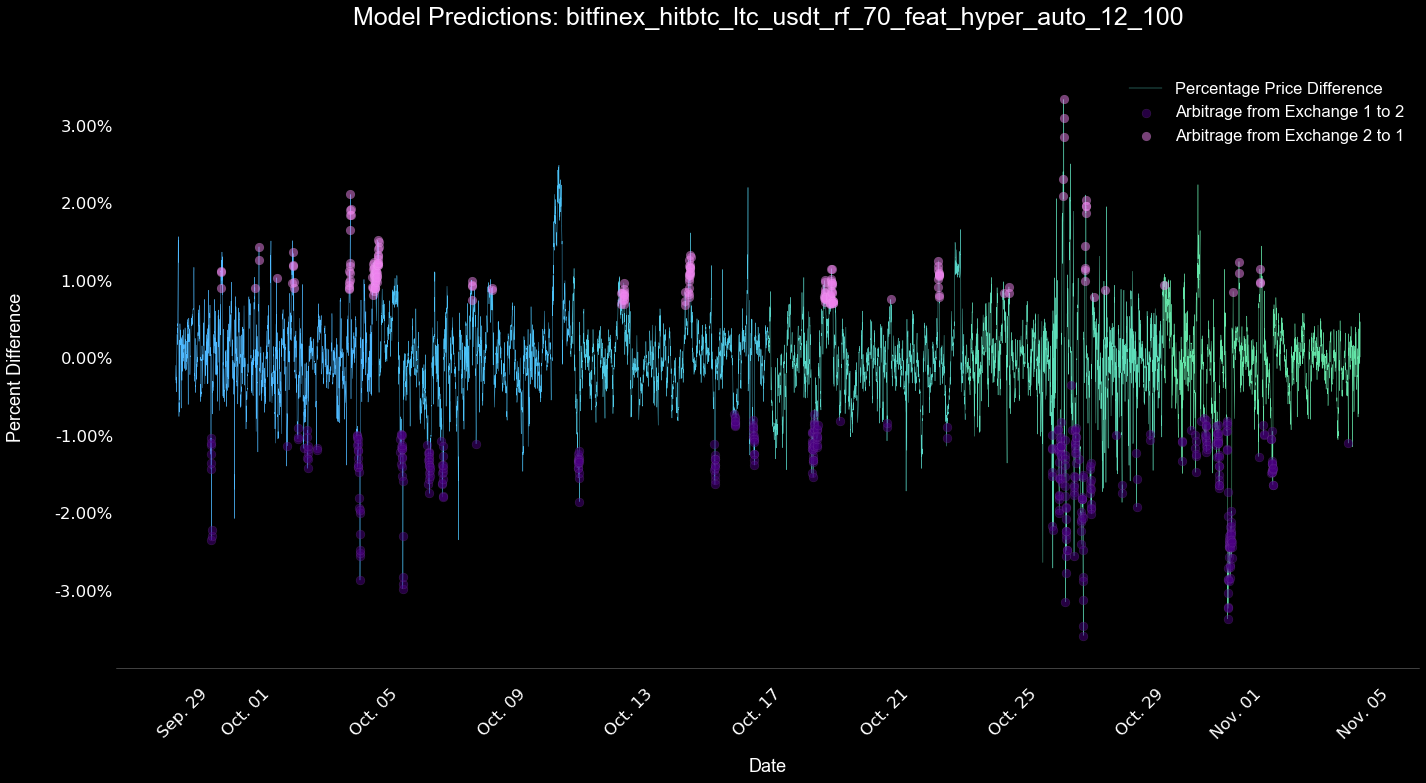 Model Predictions: bitfinex_hitbtc_ltc_usdt_rf_70_feat_hyper_auto_12_100
Percentage Price Difference
Arbitrage from Exchange 1 to 2
Arbitrage from Exchange 2 to 1
3.00%
2.00%
1.00%
0.00%
-1.00%
-2.00%
-3.00%
Percent Difference
Sep. 29
Oct. 01
Oct. 05
Oct. 09
Oct. 13
Oct. 17
Oct. 21
Oct. 25
Oct. 29
Nov. 01
Nov. 05
Date